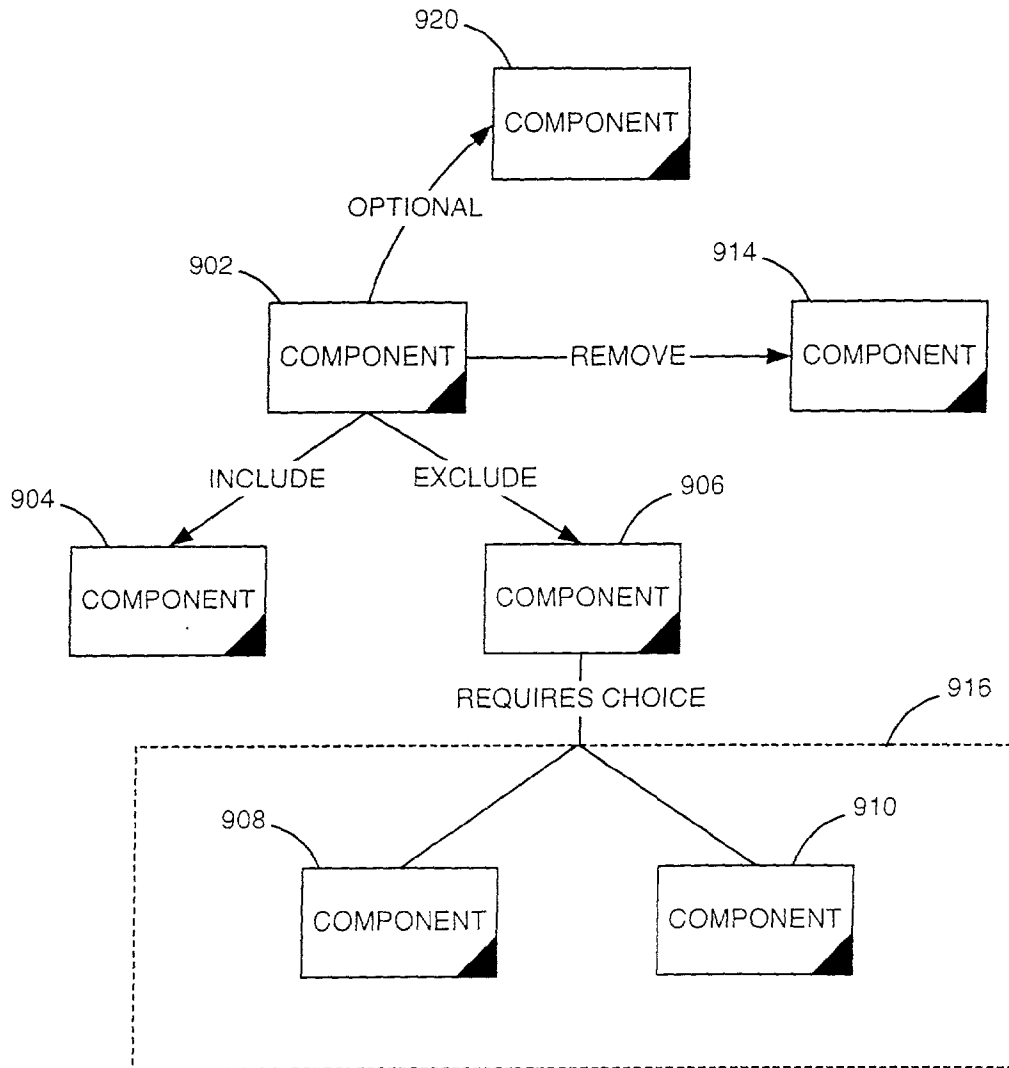 920
COMPONENT
OPTIONAL
902
914
COMPONENT
REMOVE
COMPONENT
INCLUDE
EXCLUDE
904
906
COMPONENT
COMPONENT
REQUIRES CHOICE
916
908
910
COMPONENT
COMPONENT